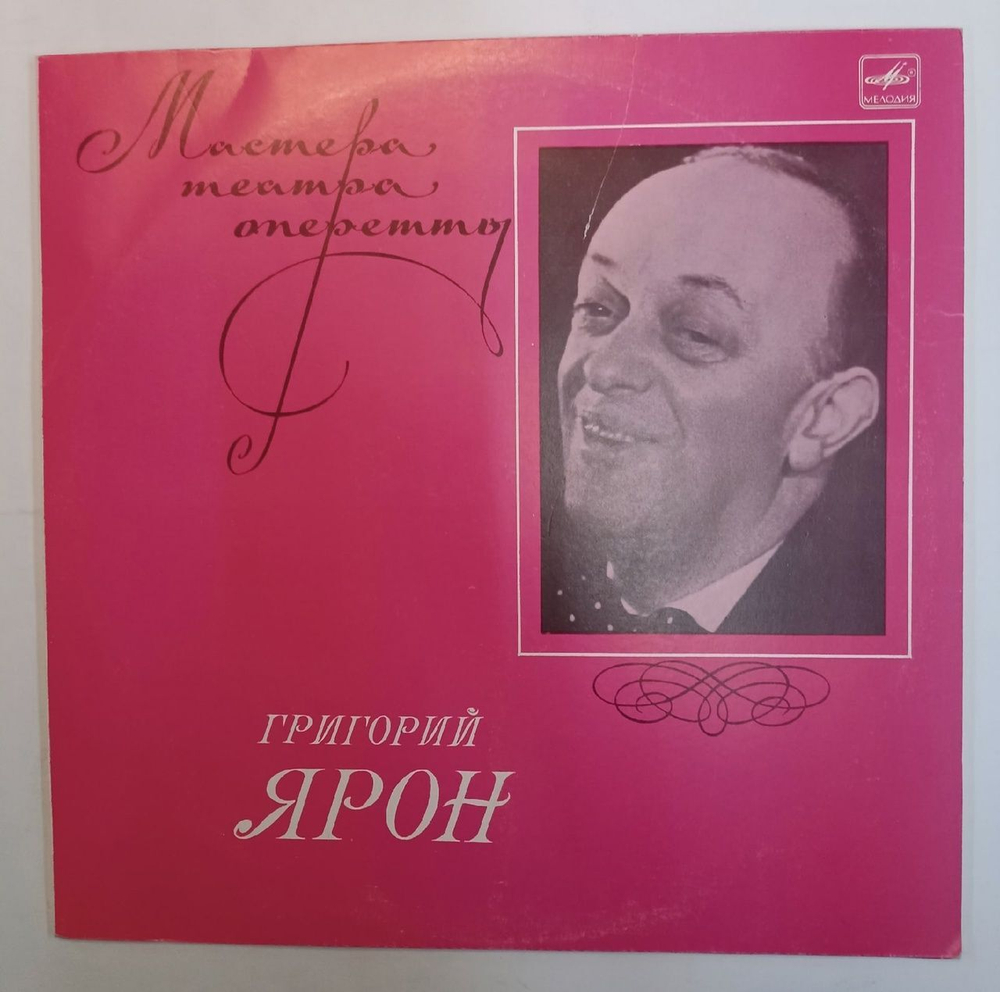 Мастера
театра
оперетты
МЕЛОДИЯ
ГРИГОРИЙ
ЯРОН